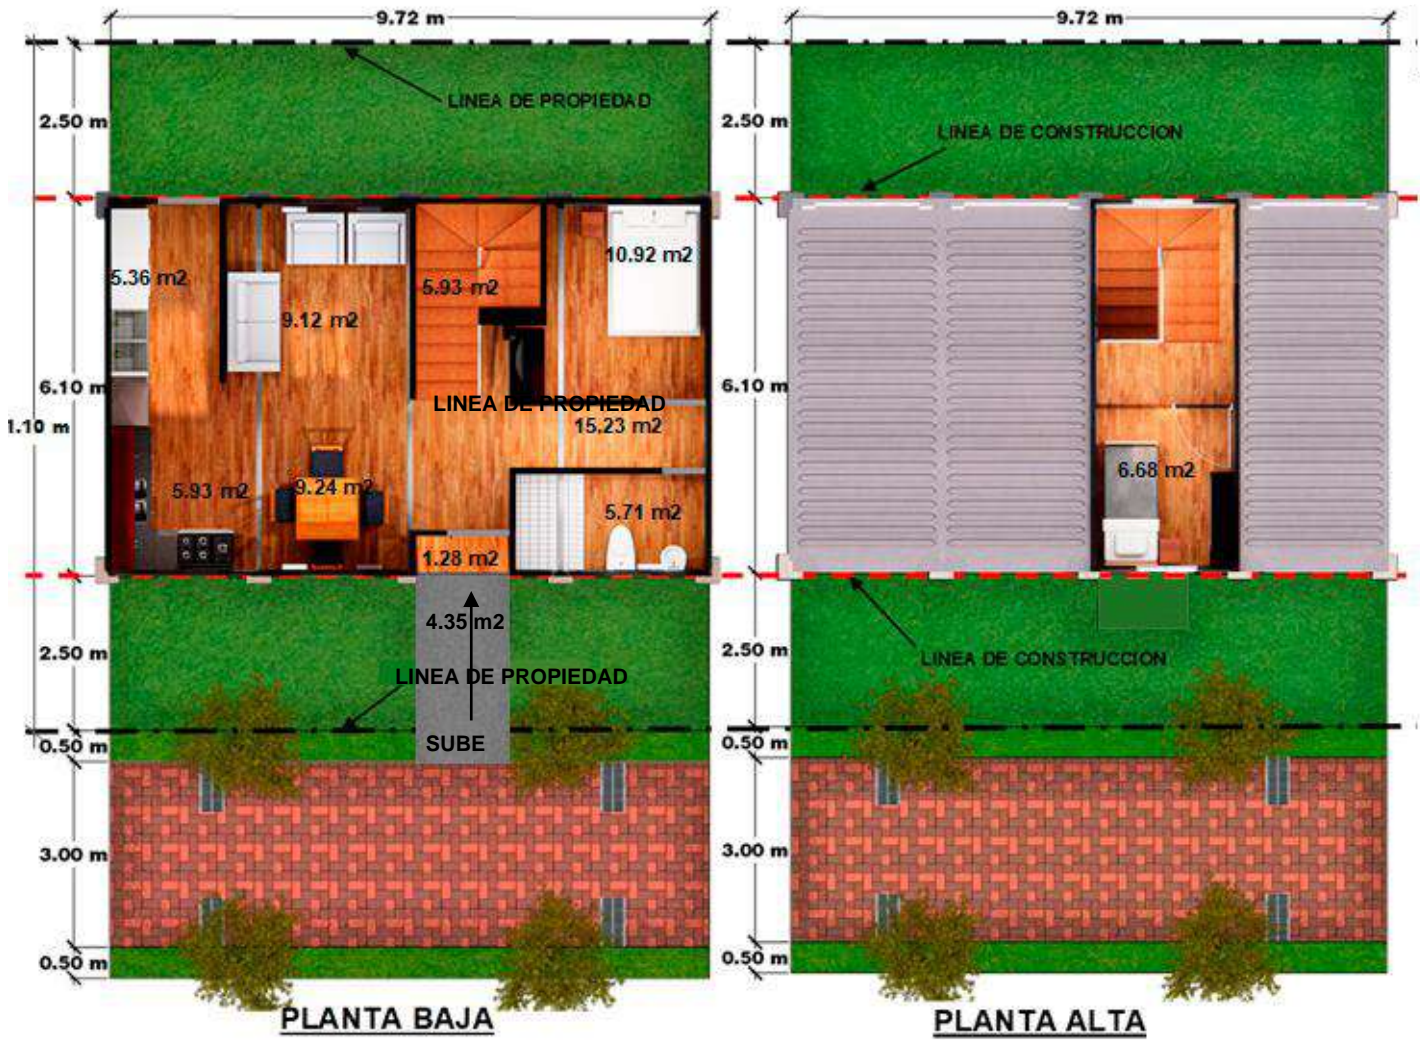 9.72 m
9.72 m
LINEA DE PROPIEDAD
2.50 m
2.50 m
LINEA DE CONSTRUCCION
5.36 m2
9.12 m2
5.93 m2
10.92 m2
6.10 m
6.10 m
1.10 m
LINEA DE PROPIEDAD
15.23 m2
5.93 m2
9.24 m2
5.71 m2
6.68 m2
1.28 m2
4.35 m2
2.50 m
2.50 m
LINEA DE PROPIEDAD
LINEA DE CONSTRUCCION
SUBE
0.50 m
0.50 m
3.00 m
3.00 m
0.50 m
0.50 m
PLANTA BAJA
PLANTA ALTA